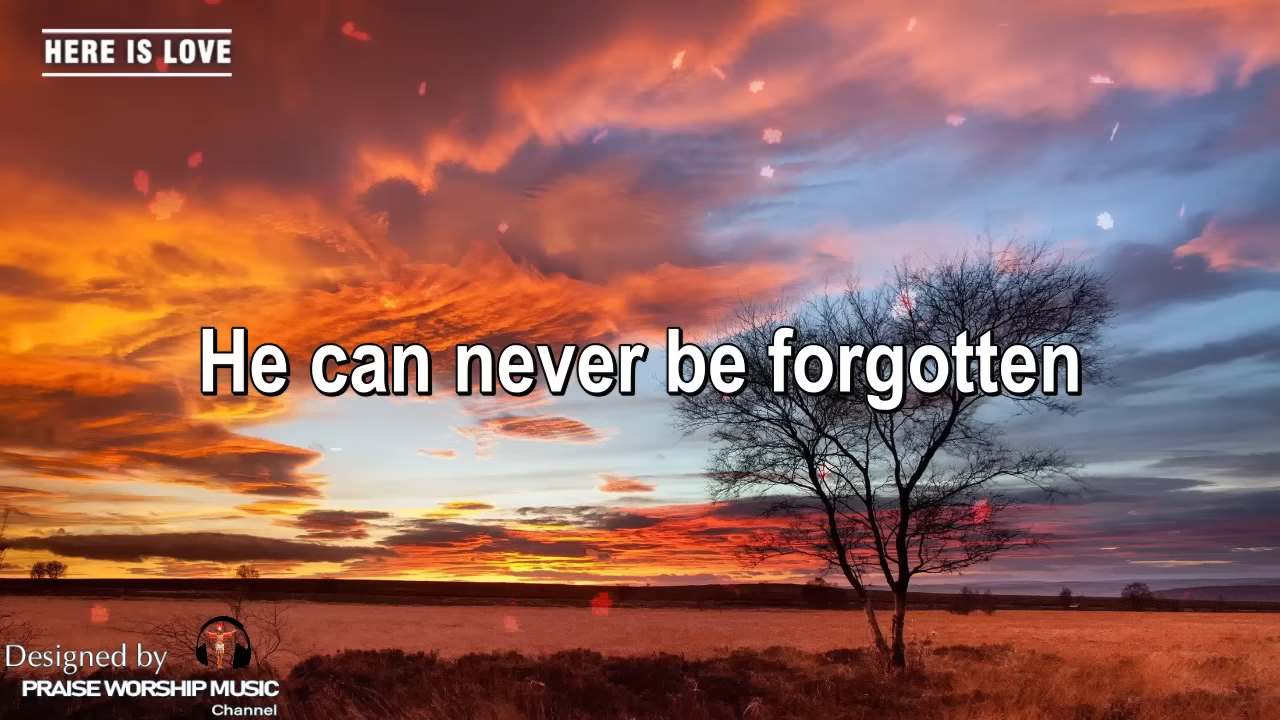 HERE IS LOVE
He can never be forgotten
Designed by
PRAISE WORSHIP MUSIC
Channel